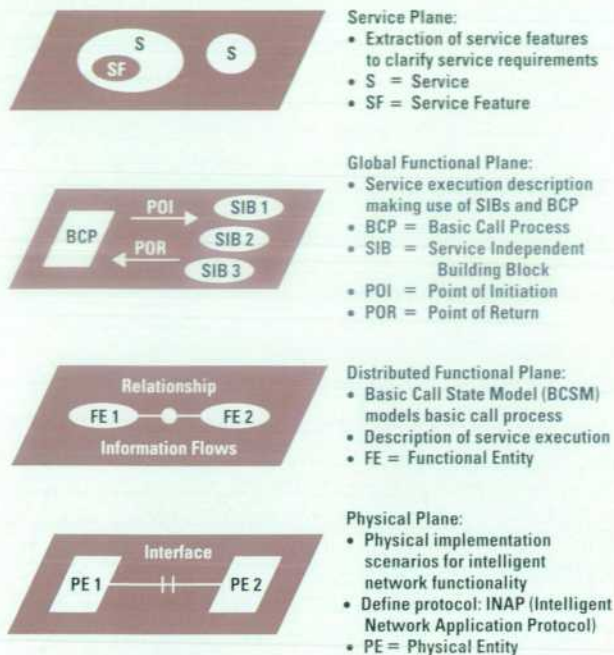 S
SF
S
Service Plane:
• Extraction of service features
to clarify service requirements
• S = Service
• SF = Service Feature
BCP
POI
POR
SIB 1
SIB 2
SIB 3
Global Functional Plane:
• Service execution description
making use of SIBs and BCP
• BCP = Basic Call Process
• SIB = Service Independent
Building Block
• POI = Point of Initiation
• POR = Point of Return
Relationship
FE 1
FE 2
Information Flows
Distributed Functional Plane:
• Basic Call State Model (BCSM)
models basic call process
• Description of service execution
• FE = Functional Entity
Interface
PE 1
PE 2
Physical Plane:
• Physical implementation
scenarios for intelligent
network functionality
• Define protocol: INAP (Intelligent
Network Application Protocol)
• PE = Physical Entity